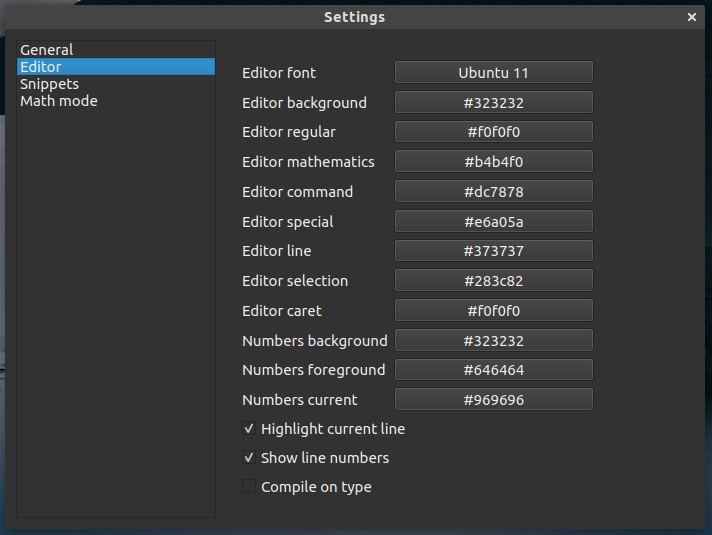 Settings
General
Editor
Snippets
Math mode
Editor font Ubuntu 11
Editor background #323232
Editor regular #f0f0f0
Editor mathematics #b4b4f0
Editor command #dc7878
Editor special #e6a05a
Editor line #373737
Editor selection #283c82
Editor caret #f0f0f0
Numbers background #323232
Numbers foreground #646464
Numbers current #969696
Highlight current line
Show line numbers
Compile on type